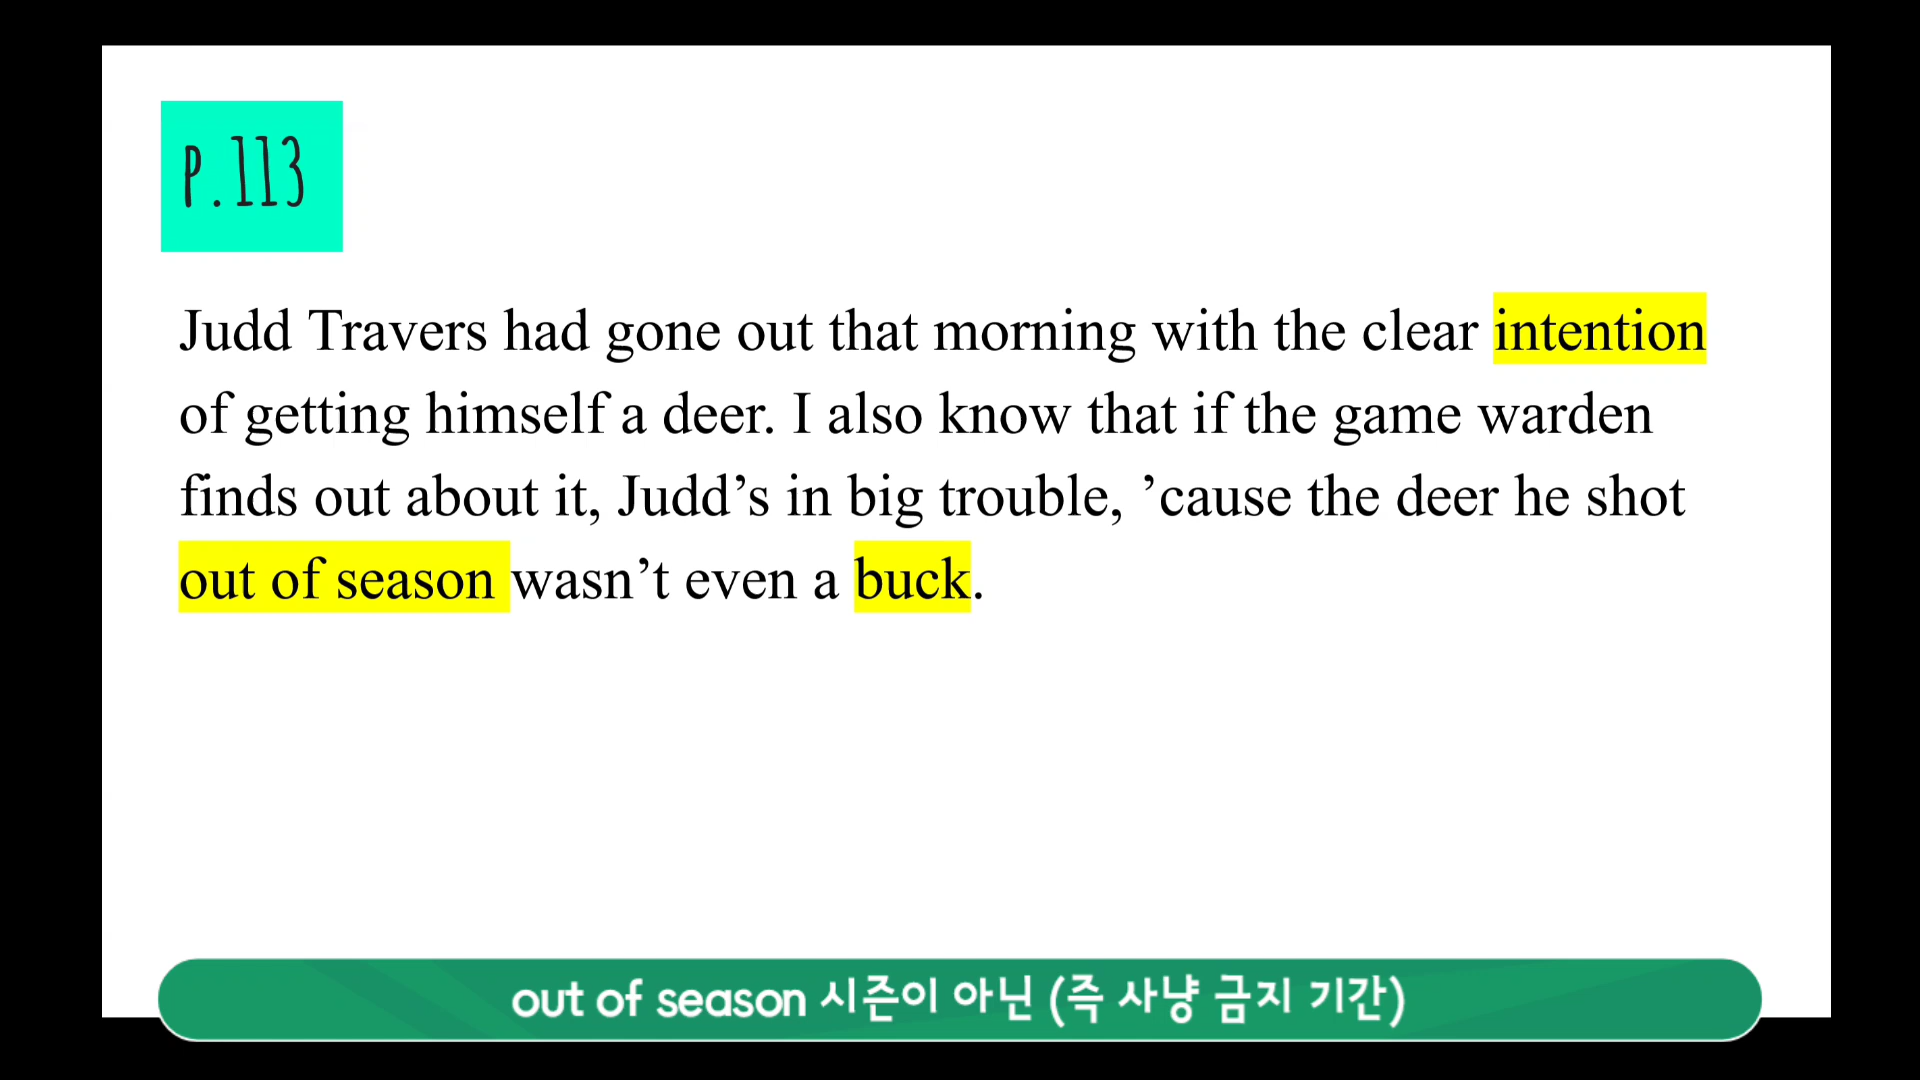 P.113
Judd Travers had gone out that morning with the clear intention
of getting himself a deer. I also know that if the game warden
finds out about it, Judd’s in big trouble, ’cause the deer he shot
out of season wasn’t even a buck.
out of season 시즌이 아닌 (즉 사냥 금지 기간)